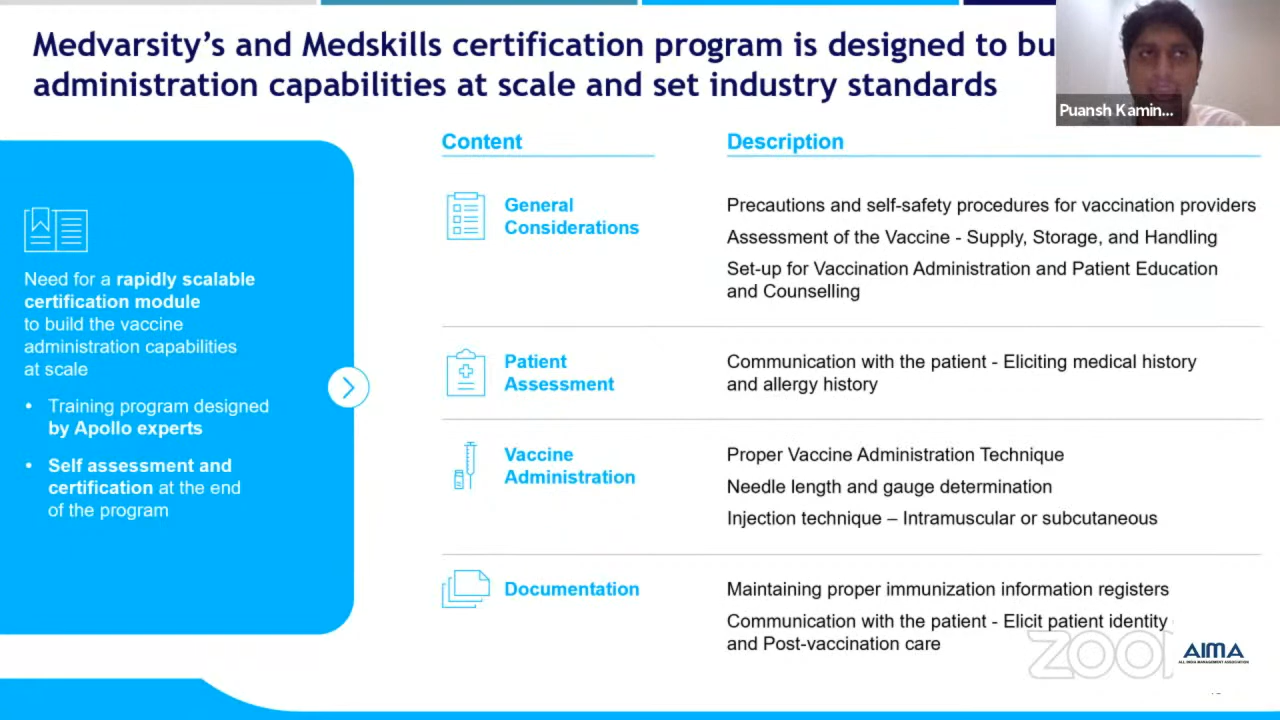 Medvarsity's and Medskills certification program is designed to bu
administration capabilities at scale and set industry standards
Puansh Kamin...
Need for a rapidly scalable
certification module
to build the vaccine
administration capabilities
at scale
• Training program designed
by Apollo experts
• Self assessment and
certification at the end
of the program
Content
Description
General
Considerations
Precautions and self-safety procedures for vaccination providers
Assessment of the Vaccine - Supply, Storage, and Handling
Set-up for Vaccination Administration and Patient Education
and Counselling
Patient
Assessment
Communication with the patient - Eliciting medical history
and allergy history
Vaccine
Administration
Proper Vaccine Administration Technique
Needle length and gauge determination
Injection technique – Intramuscular or subcutaneous
Documentation
Maintaining proper immunization information registers
Communication with the patient - Elicit patient identity
and Post-vaccination care
zoo
AIMA
ALL INDIA MANAGEMENT ASSOCIATION